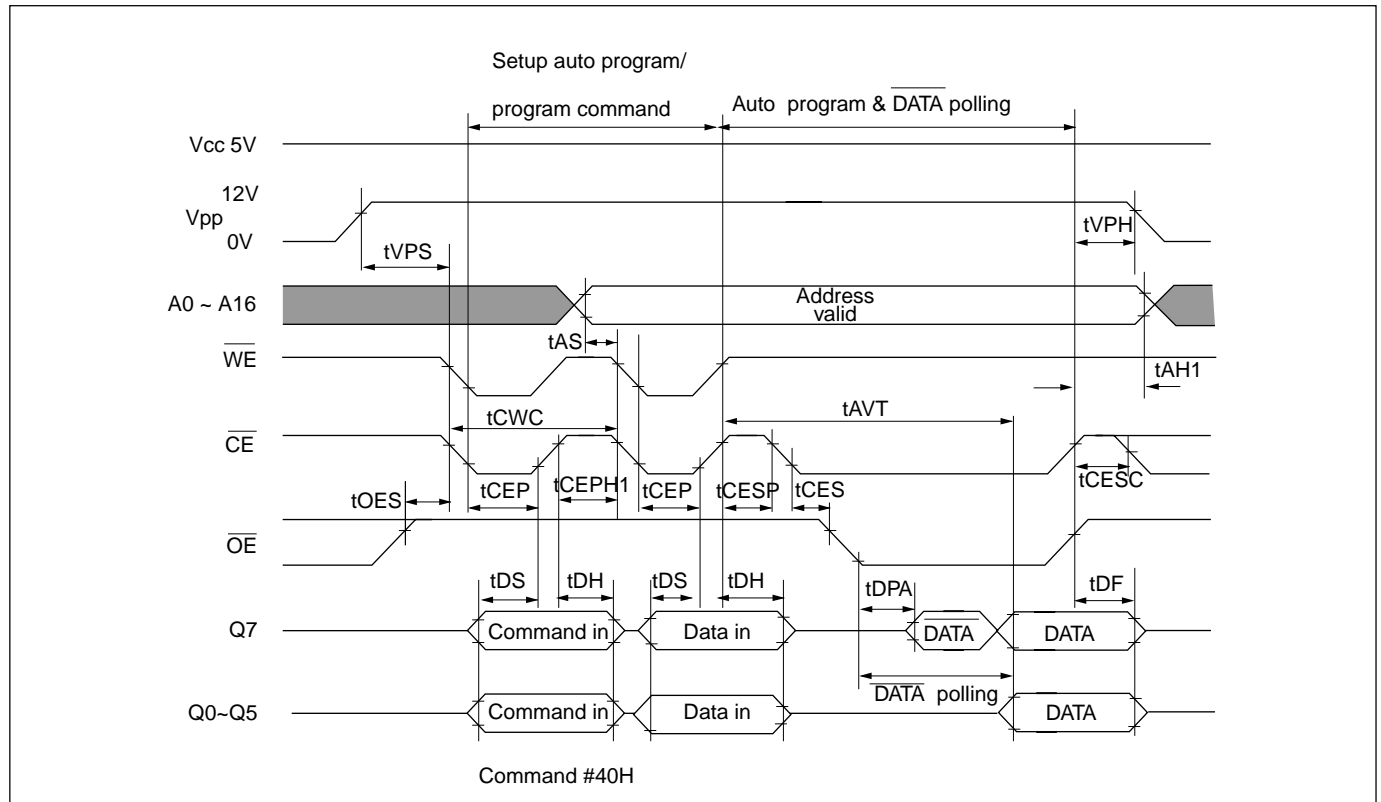 Setup auto program/
program command
Auto program & DATA polling
Vcc 5V
12V
Vpp
0V
tVPS
tVPH
A0 ~ A16
Address
valid
tAS
WE
tAH1
tCWC
tAVT
CE
tOES
tCEP
tCEPH1
tCEP
tCESP
tCES
tCESC
OE
tDS
tDH
tDS
tDH
tDPA
tDF
Q7
Command in
Data in
DATA
DATA
DATA polling
Q0~Q5
Command in
Data in
DATA
Command #40H